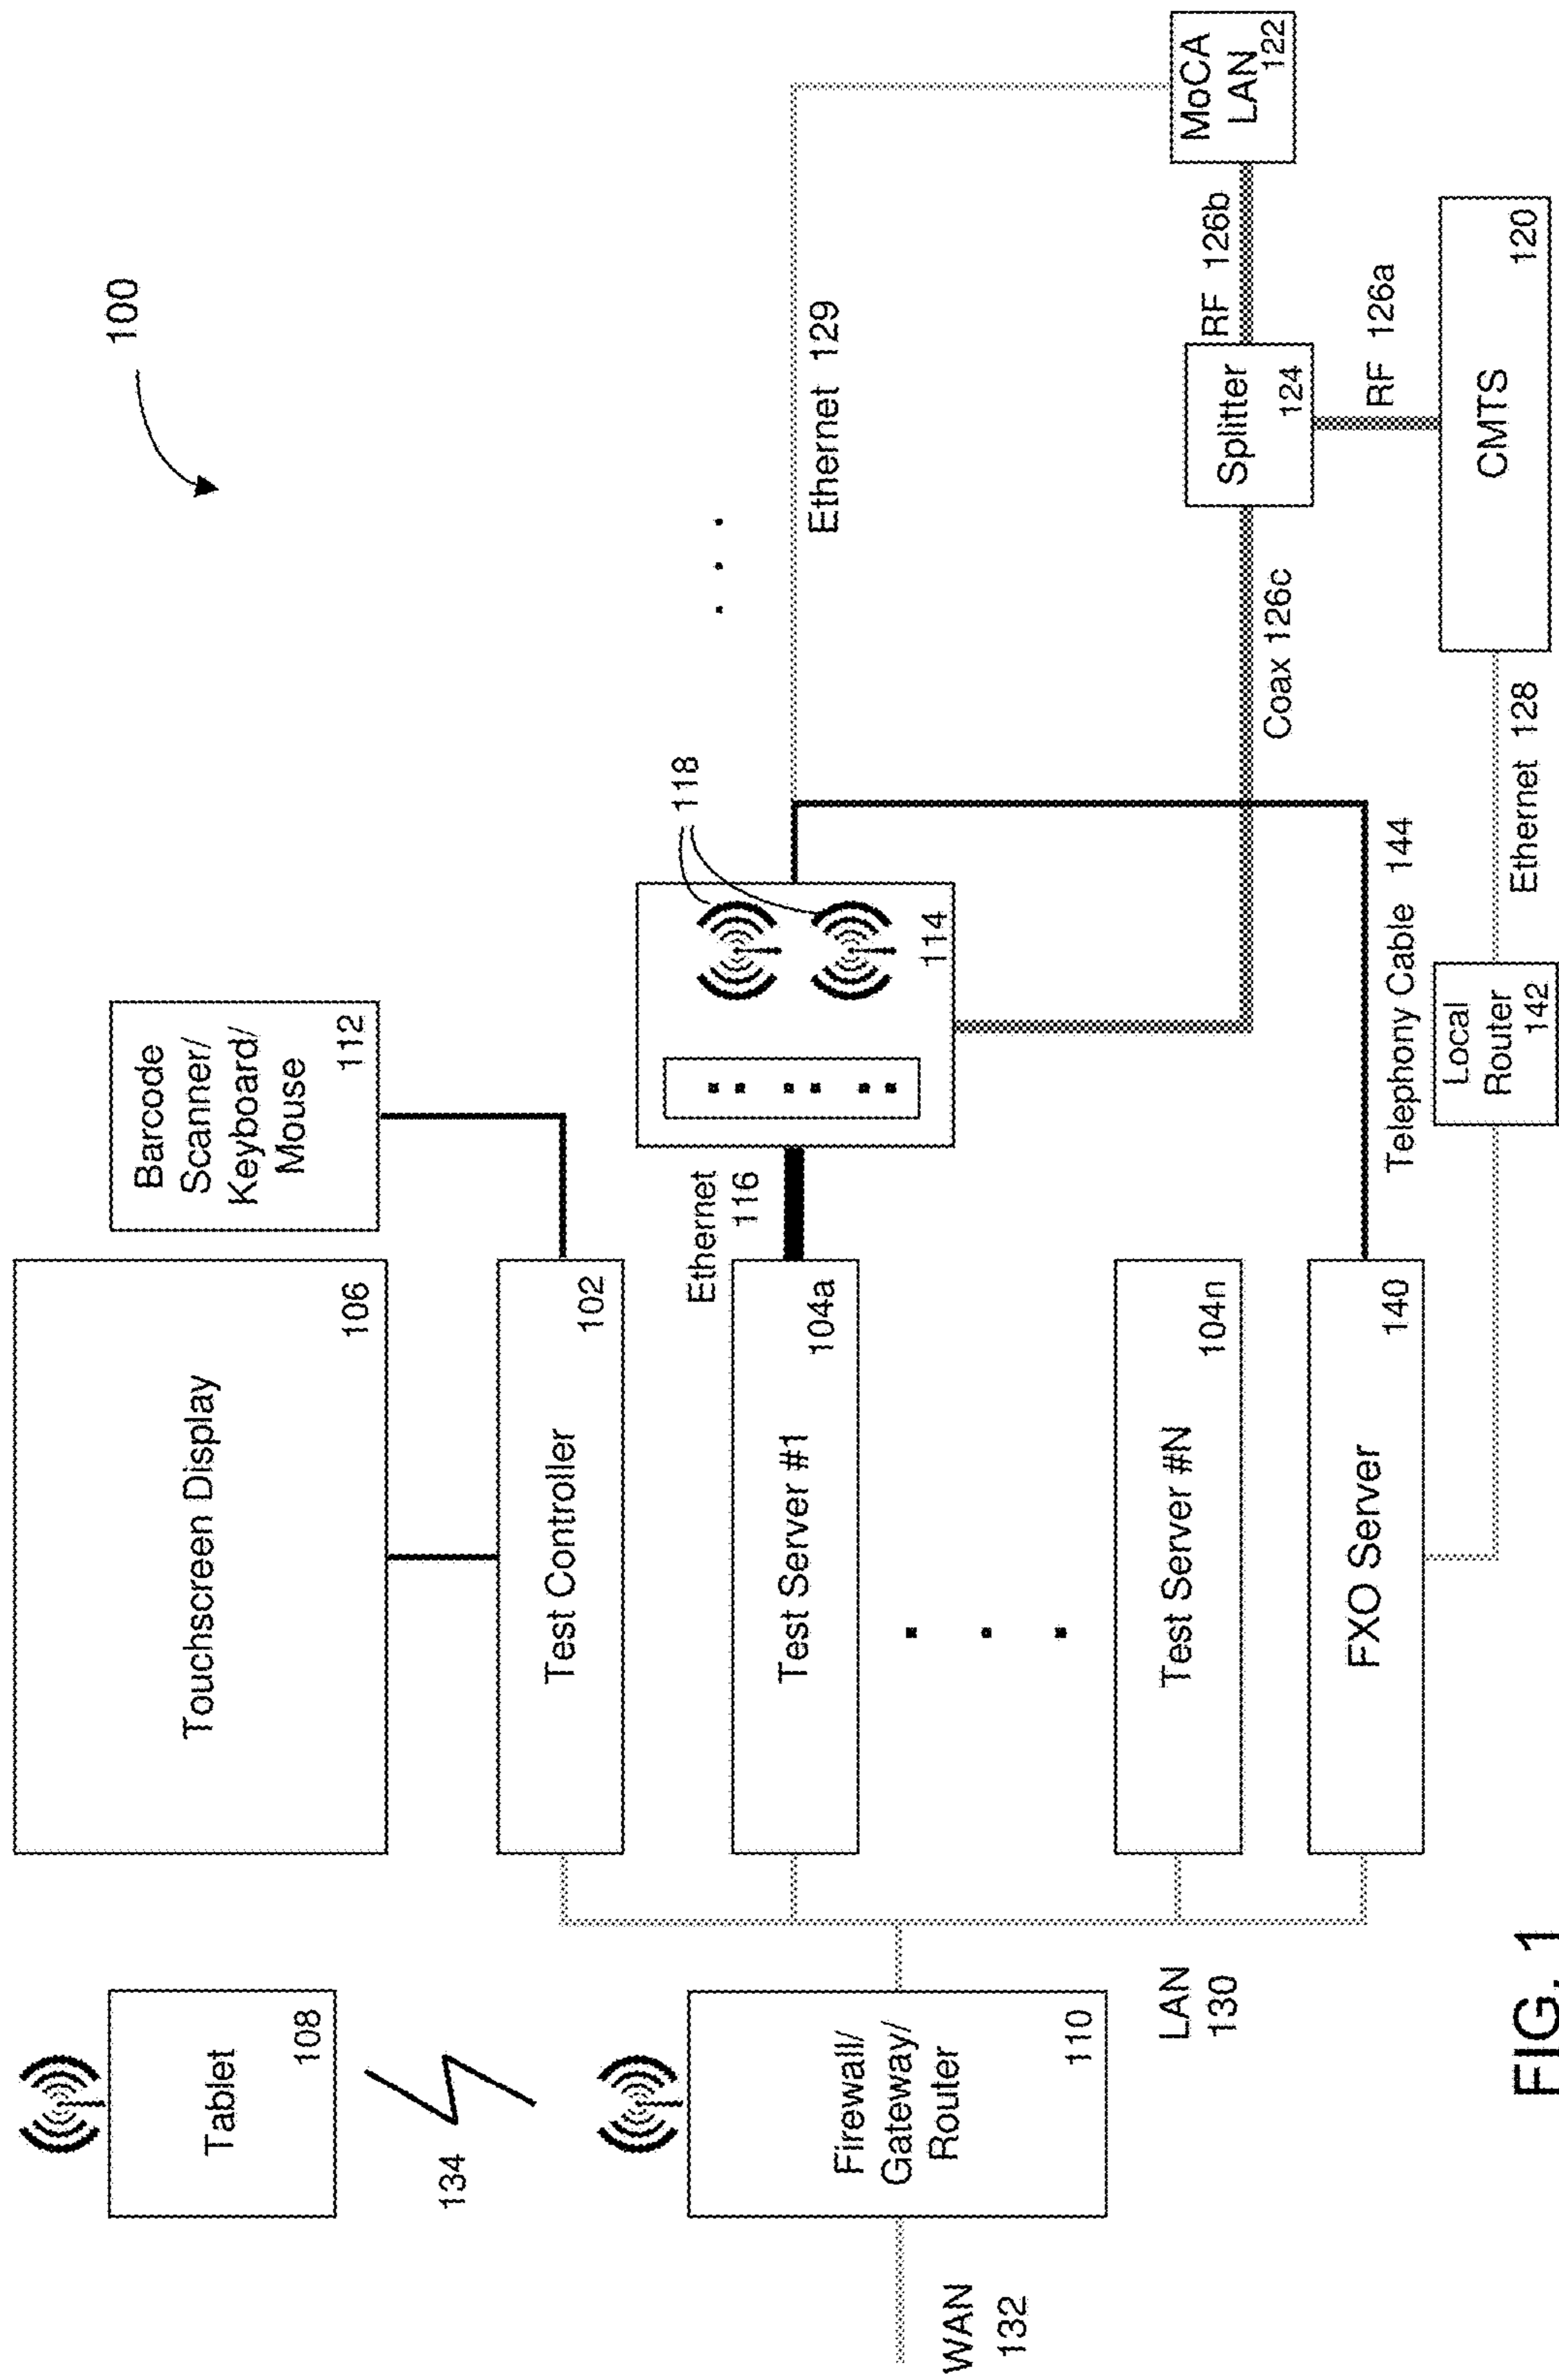 100
Touchscreen Display
106
Barcode
Scanner/
Keyboard/
Mouse
112
Tablet
108
134
Test Controller
102
Firewall/
Gateway/
Router
110
WAN
132
LAN
130
Ethernet
116
Test Server #1
104a
118
114
Ethernet 129
Test Server #N
104n
FXO Server
140
Coax 126c
Splitter
124
RF 126b
MoCA
LAN
122
RF 126a
Telephony Cable 144
Local
Router
142
Ethernet 128
CMTS
120
FIG. 1